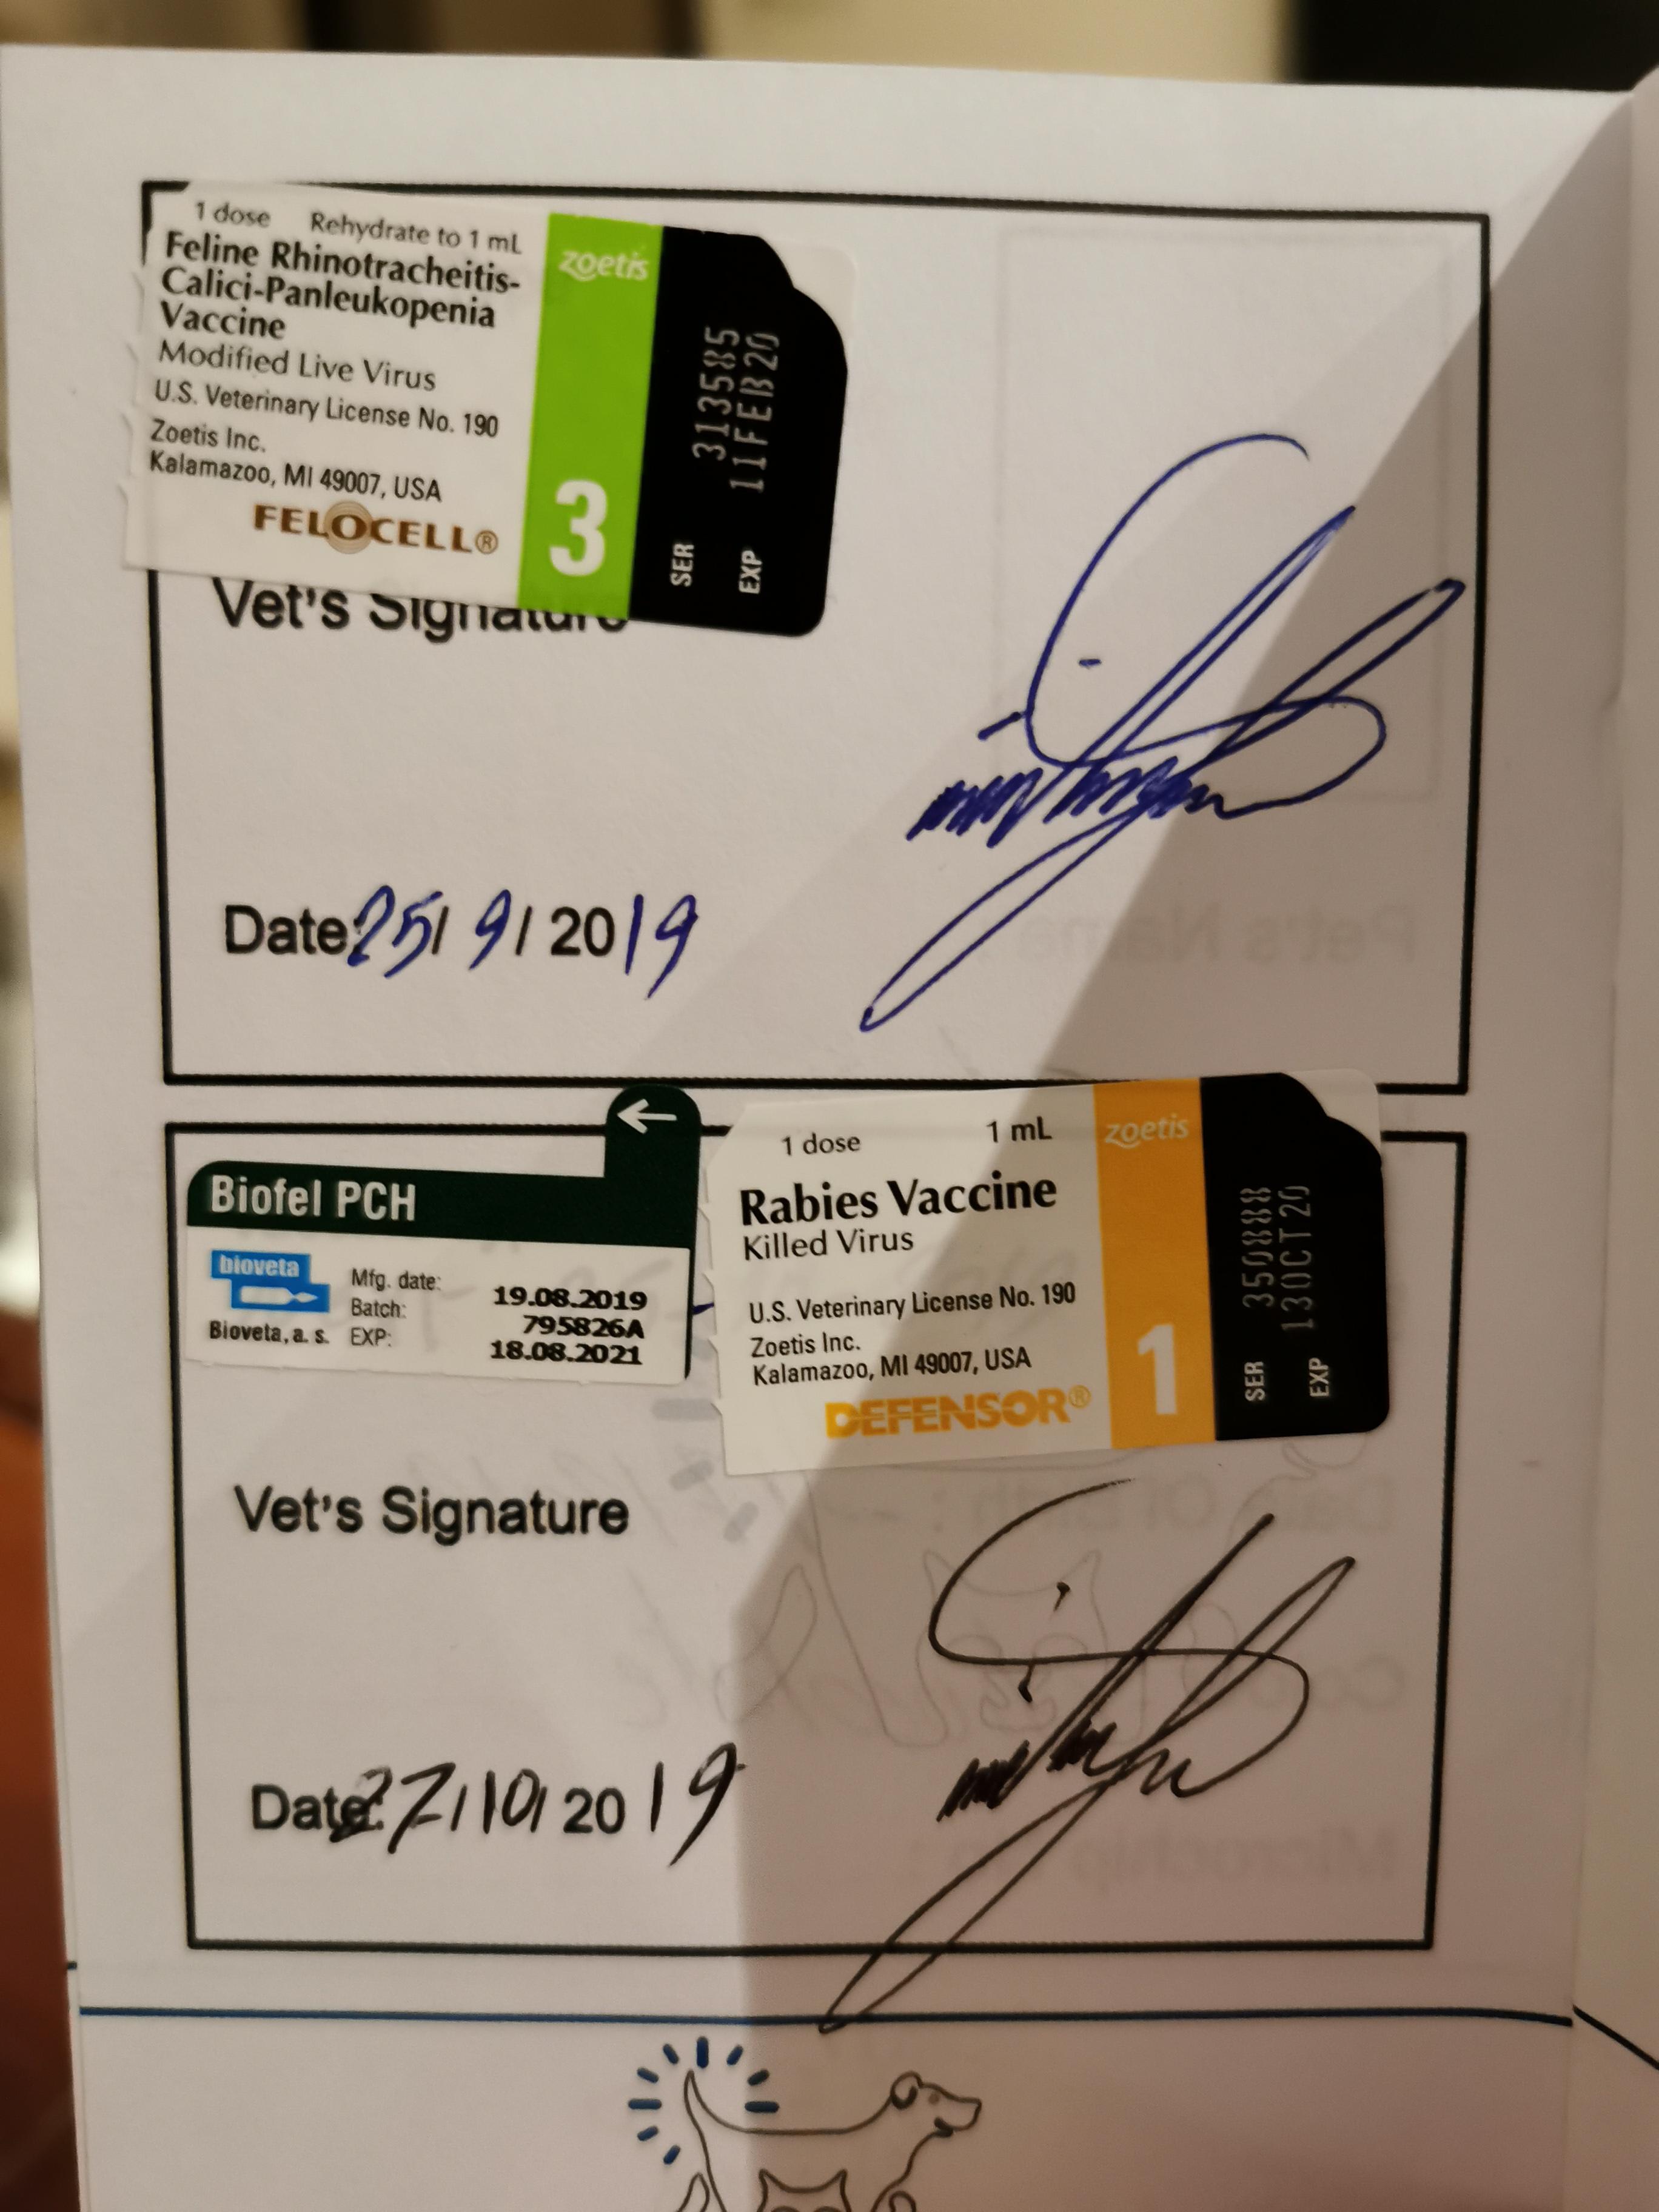 1 dose Rehydrate to 1 mL
Feline Rhinotracheitis-
Calici-Panleukopenia
Vaccine
Modified Live Virus
U.S. Veterinary License No. 190
Zoetis Inc.
Kalamazoo, MI 49007, USA
FELOCELL®
zoetis
3
SER 313585
EXP 11FEB20
Vet's Signature
Date: 25/ 9/ 2019
Biofel PCH
bioveta
Bioveta, a. s.
Mfg. date: 19.08.2019
Batch: 795826A
EXP: 18.08.2021
1 dose 1 mL
Rabies Vaccine
Killed Virus
U.S. Veterinary License No. 190
Zoetis Inc.
Kalamazoo, MI 49007, USA
DEFENSOR®
zoetis
1
SER 350888
EXP 13OCT20
Vet's Signature
Date: 27/10/ 2019